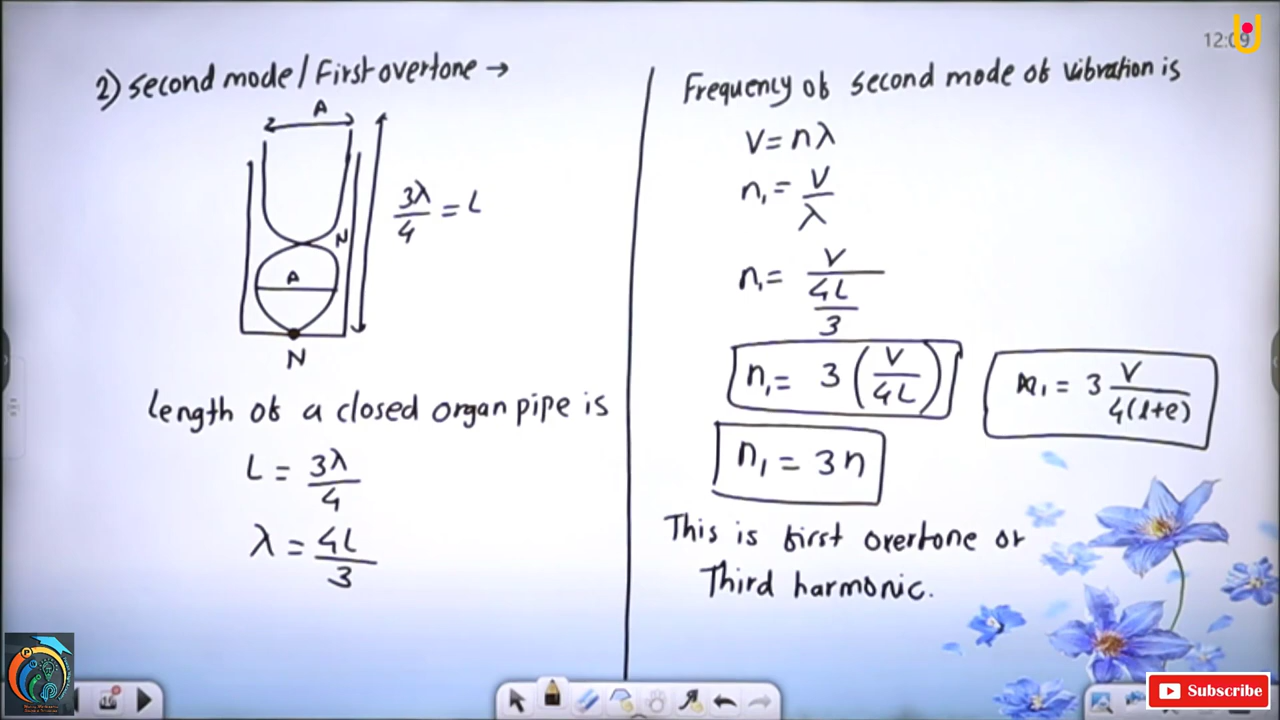 12:09
2) second mode / First overtone →
A
3λ/4 = L
N
A
N
length of a closed organ pipe is
L = 3λ/4
λ = 4L/3
Frequency of second mode of vibration is
V = nλ
n₁ = V/λ
n₁ = V/(4L/3)
n₁ = 3 (V/4L)
n₁ = 3 V/4(l+e)
n₁ = 3n
This is first overtone or
Third harmonic.
Subscribe